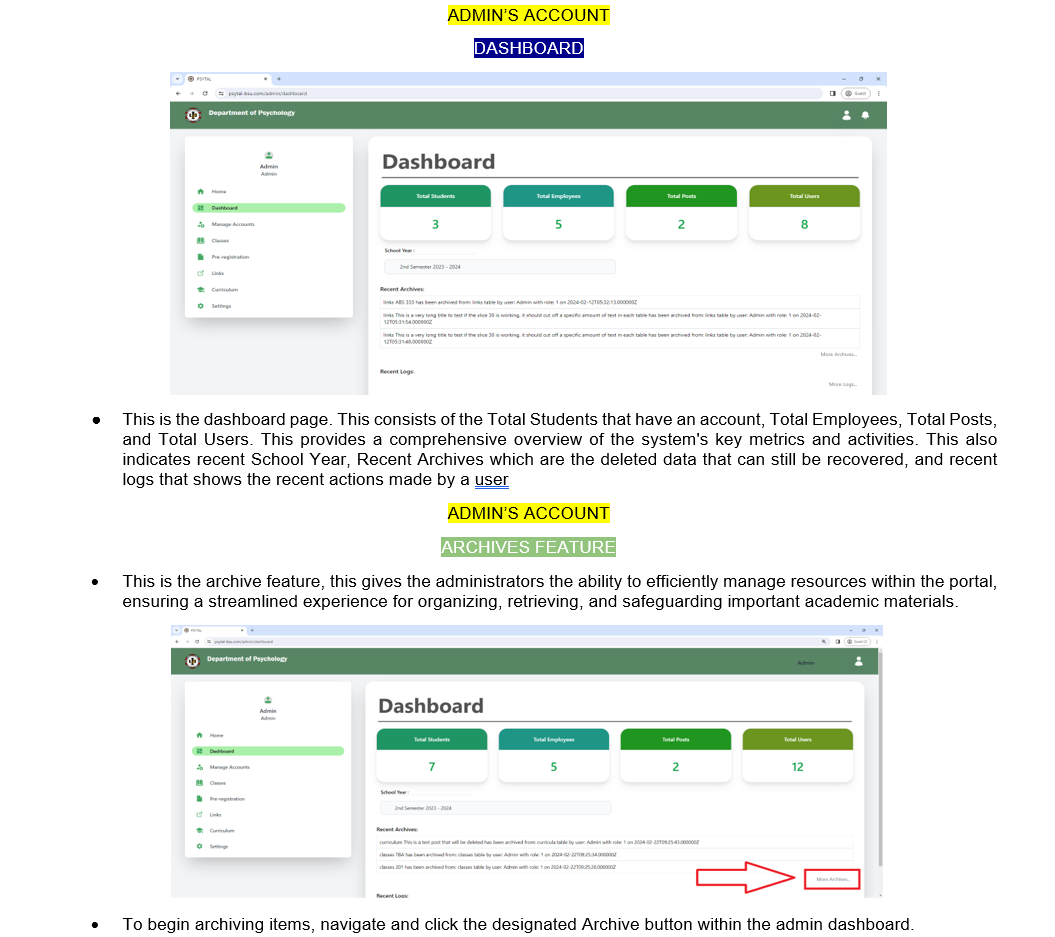 ADMIN'S ACCOUNT
DASHBOARD
PSYTAL
psytal-bsu.com/admin/dashboard
Guest
Department of Psychology
Admin
Admin
Home
Dashboard
Manage Accounts
Classes
Pre-registration
Links
Curriculum
Settings
Dashboard
Total Students
Total Employees
Total Posts
Total Users
3
5
2
8
School Year :
2nd Semester 2023 - 2024
Recent Archives:
links ABS 333 has been archived from: links table by user: Admin with role: 1 on 2024-02-12T05:32:13.000000Z
links This is a very long title to test if the slice 30 is working. it should cut off a specific amount of text in each table has been archived from: links table by user: Admin with role: 1 on 2024-02-
12T05:31:54.000000Z
links This is a very long title to test if the slice 30 is working. it should cut off a specific amount of text in each table has been archived from: links table by user: Admin with role: 1 on 2024-02-
12T05:31:48.000000Z
More Archives...
Recent Logs:
More Logs...
● This is the dashboard page. This consists of the Total Students that have an account, Total Employees, Total Posts,
and Total Users. This provides a comprehensive overview of the system's key metrics and activities. This also
indicates recent School Year, Recent Archives which are the deleted data that can still be recovered, and recent
logs that shows the recent actions made by a user
ADMIN'S ACCOUNT
ARCHIVES FEATURE
• This is the archive feature, this gives the administrators the ability to efficiently manage resources within the portal,
ensuring a streamlined experience for organizing, retrieving, and safeguarding important academic materials.
PSYTAL
psytal-bsu.com/admin/dashboard
Department of Psychology
Admin
Admin
Admin
Home
Dashboard
Manage Accounts
Classes
Pre-registration
Links
Curriculum
Settings
Dashboard
Total Students
Total Employees
Total Posts
Total Users
7
5
2
12
School Year :
2nd Semester 2023 - 2024
Recent Archives:
curriculum This is a test post that will be deleted has been archived from: curricula table by user: Admin with role: 1 on 2024-02-22T09:25:43.000000Z
classes TBA has been archived from: classes table by user: Admin with role: 1 on 2024-02-22T09:25:34.000000Z
classes 201 has been archived from: classes table by user: Admin with role: 1 on 2024-02-22T09:25:28.000000Z
More Archives...
Recent Logs:
• To begin archiving items, navigate and click the designated Archive button within the admin dashboard.